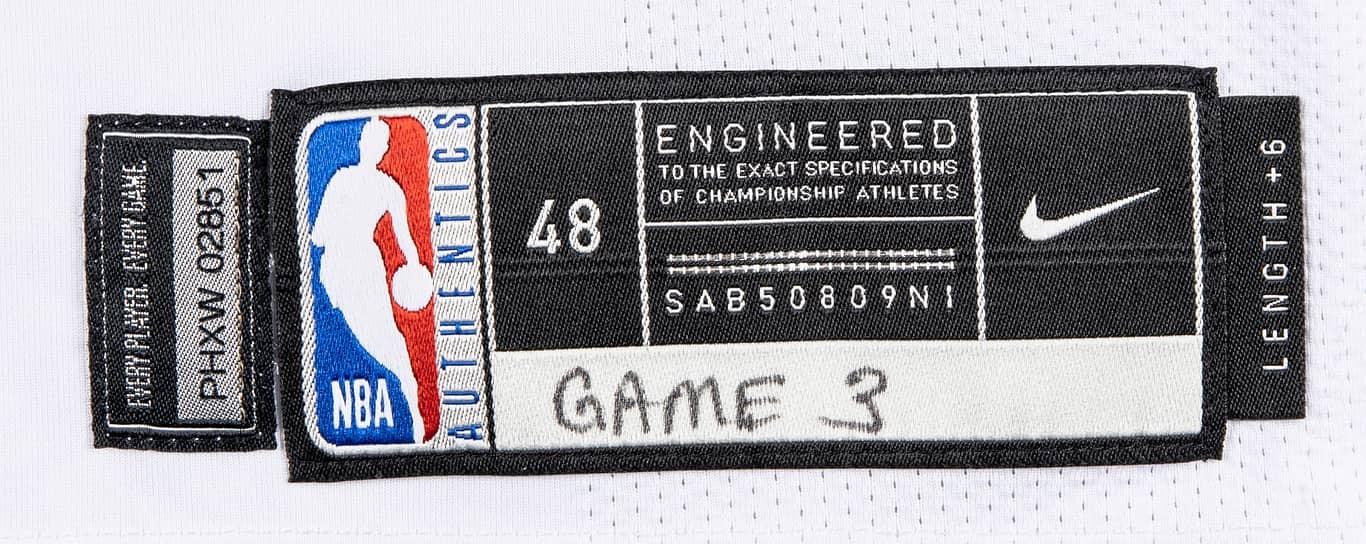 EVERY PLAYER. EVERY GAME.
PHXW 02851
NBA
AUTHENTICS
48
ENGINEERED
TO THE EXACT SPECIFICATIONS
OF CHAMPIONSHIP ATHLETES
SAB50809NI
GAME 3
LENGTH +6